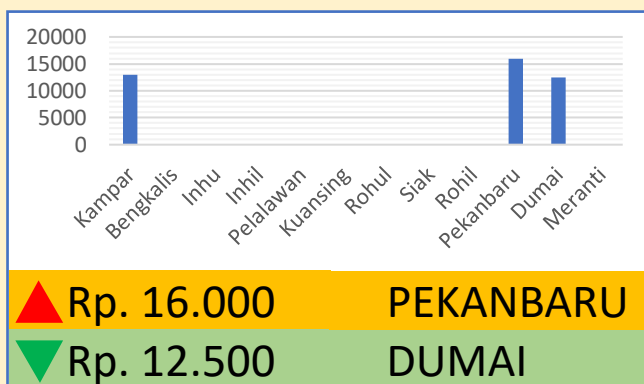 20000
15000
10000
5000
0
Kampar
Bengkalis
Inhu
Inhil
Pelalawan
Kuansing
Rohul
Siak
Rohil
Pekanbaru
Dumai
Meranti
Rp. 16.000 PEKANBARU
Rp. 12.500 DUMAI